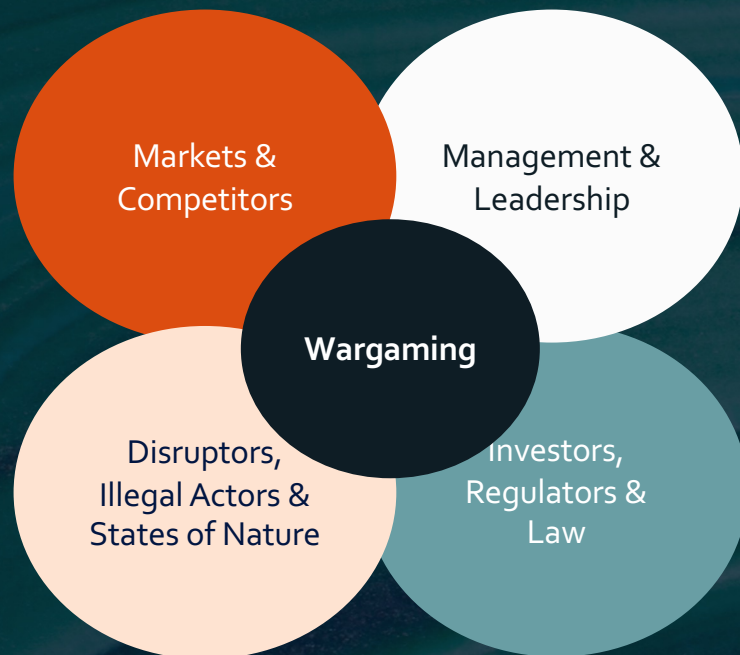 Markets &
Competitors
Management &
Leadership
Wargaming
Disruptors,
Illegal Actors &
States of Nature
Investors,
Regulators &
Law